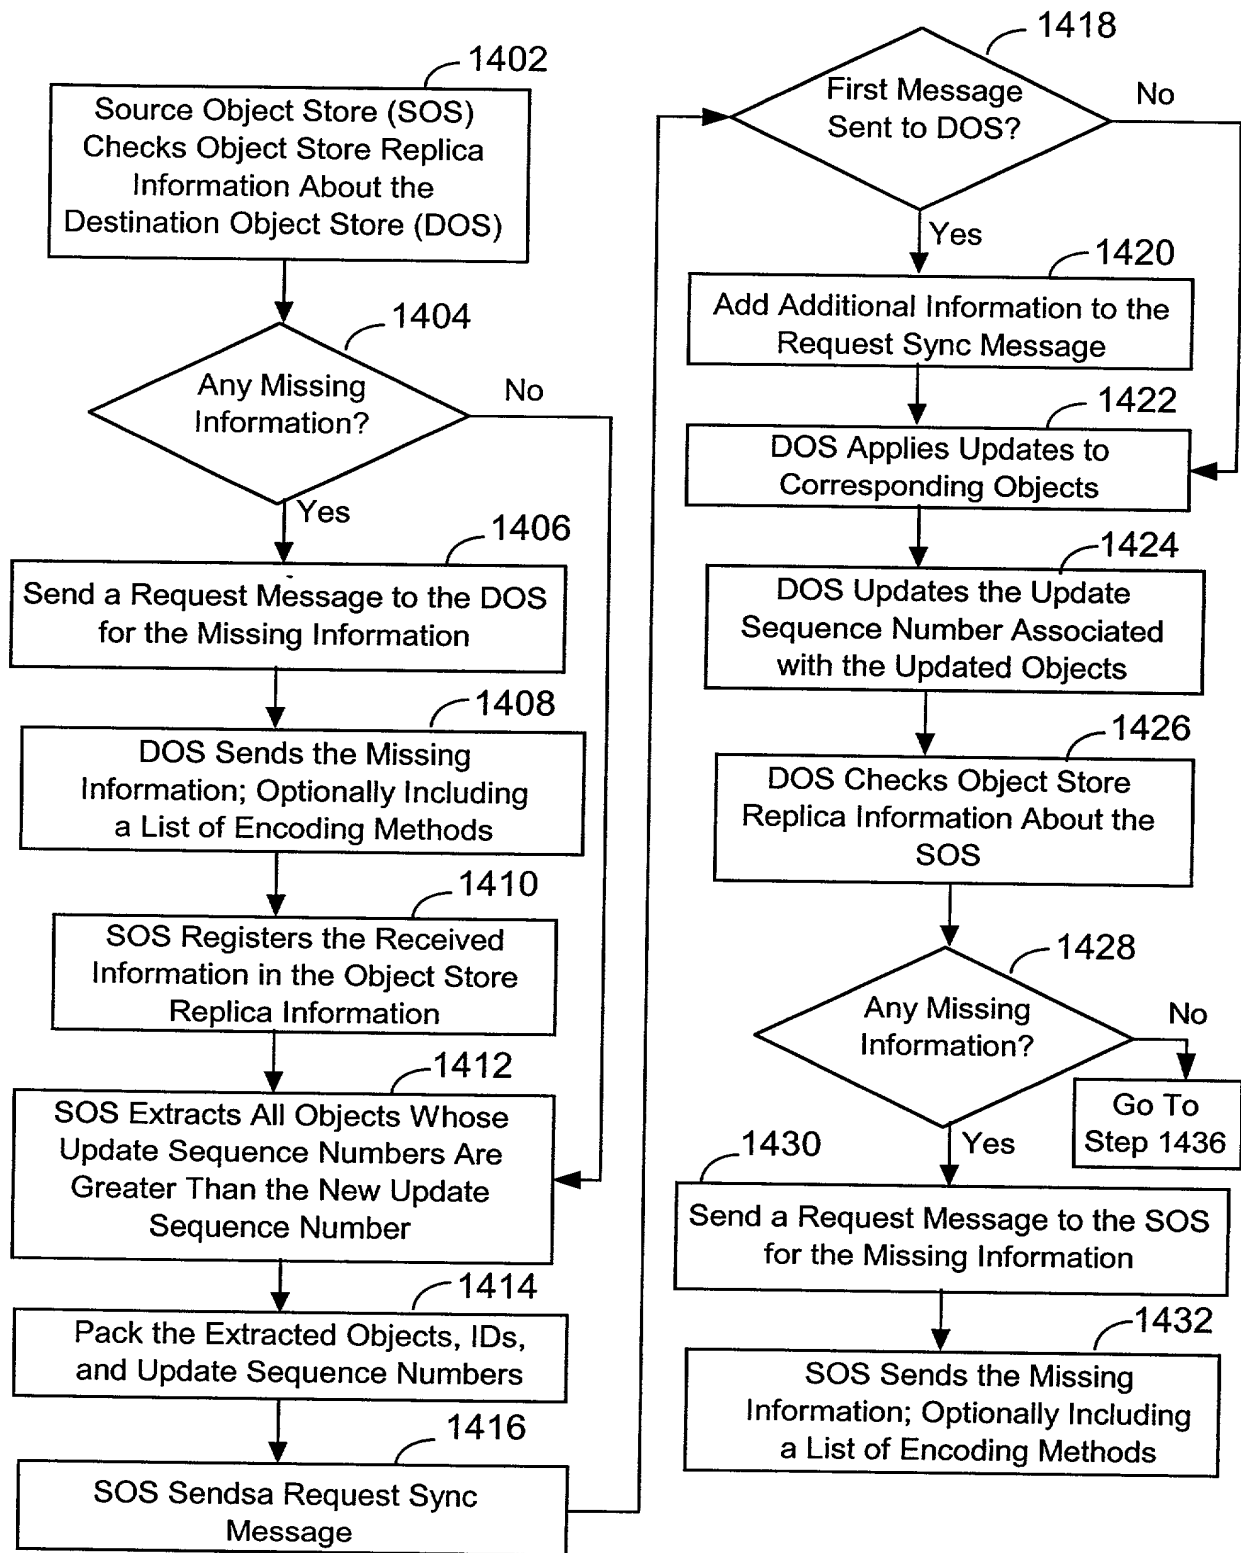 1402
Source Object Store (SOS)
Checks Object Store Replica
Information About the
Destination Object Store (DOS)
1404
Any Missing
Information?
No
Yes
1406
Send a Request Message to the DOS
for the Missing Information
1408
DOS Sends the Missing
Information; Optionally Including
a List of Encoding Methods
1410
SOS Registers the Received
Information in the Object Store
Replica Information
1412
SOS Extracts All Objects Whose
Update Sequence Numbers Are
Greater Than the New Update
Sequence Number
1414
Pack the Extracted Objects, IDs,
and Update Sequence Numbers
1416
SOS Sendsa Request Sync
Message
1418
First Message
Sent to DOS?
No
Yes
1420
Add Additional Information to the
Request Sync Message
1422
DOS Applies Updates to
Corresponding Objects
1424
DOS Updates the Update
Sequence Number Associated
with the Updated Objects
1426
DOS Checks Object Store
Replica Information About the
SOS
1428
Any Missing
Information?
No
Go To
Step 1436
Yes
1430
Send a Request Message to the SOS
for the Missing Information
1432
SOS Sends the Missing
Information; Optionally Including
a List of Encoding Methods